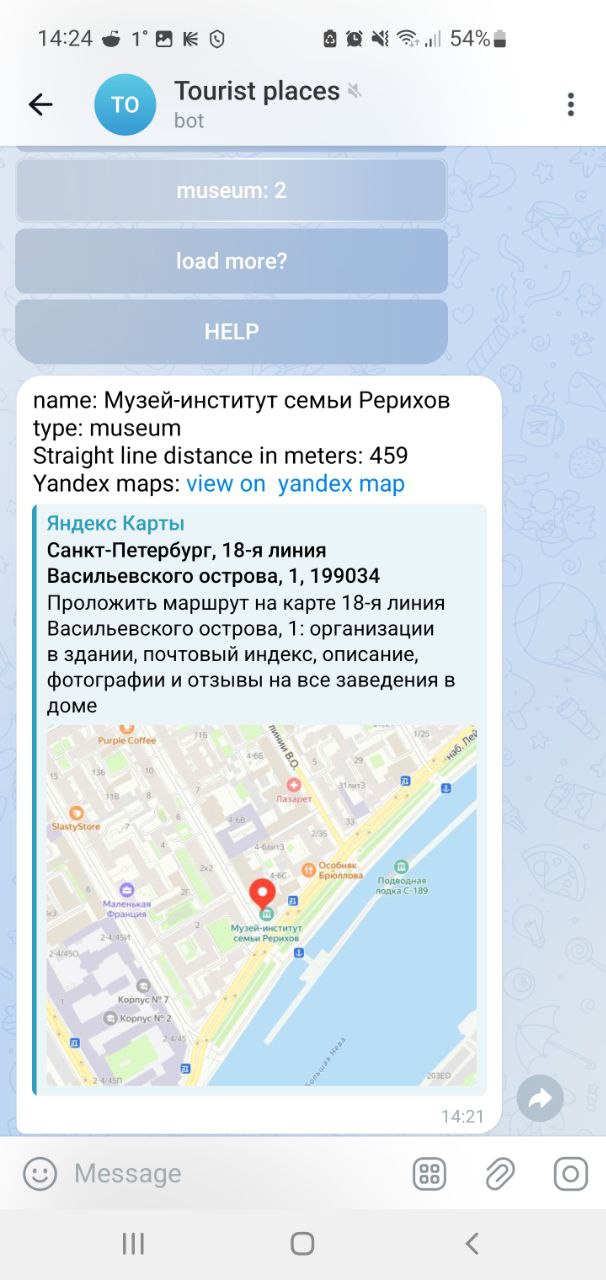 14:24 1° 54%
TO
Tourist places
bot
museum: 2
load more?
HELP
name: Музей-институт семьи Рерихов
type: museum
Straight line distance in meters: 459
Yandex maps: view on yandex map
Яндекс Карты
Санкт-Петербург, 18-я линия
Васильевского острова, 1, 199034
Проложить маршрут на карте 18-я линия
Васильевского острова, 1: организации
в здании, почтовый индекс, описание,
фотографии и отзывы на все заведения в
доме
Purple Coffee
11Б
линии В.О.
1/25
наб. Лей
4-6Б
5
29
15
13Б
10
31лит3
11В
8
Лазарет
SlastyStore
9
4-6В
2/35
4-6лит3
2х2
4-6С
Особняк
Брюллова
Подводная
лодка С-189
6
2Г
Маленькая
Франция
Музей-институт
семьи Рерихов
2-4/45И
2-4/45О
Корпус № 7
Корпус № 2
2-4/45
Большая Нева
2-4/45П
203ЕО
14:21
Message